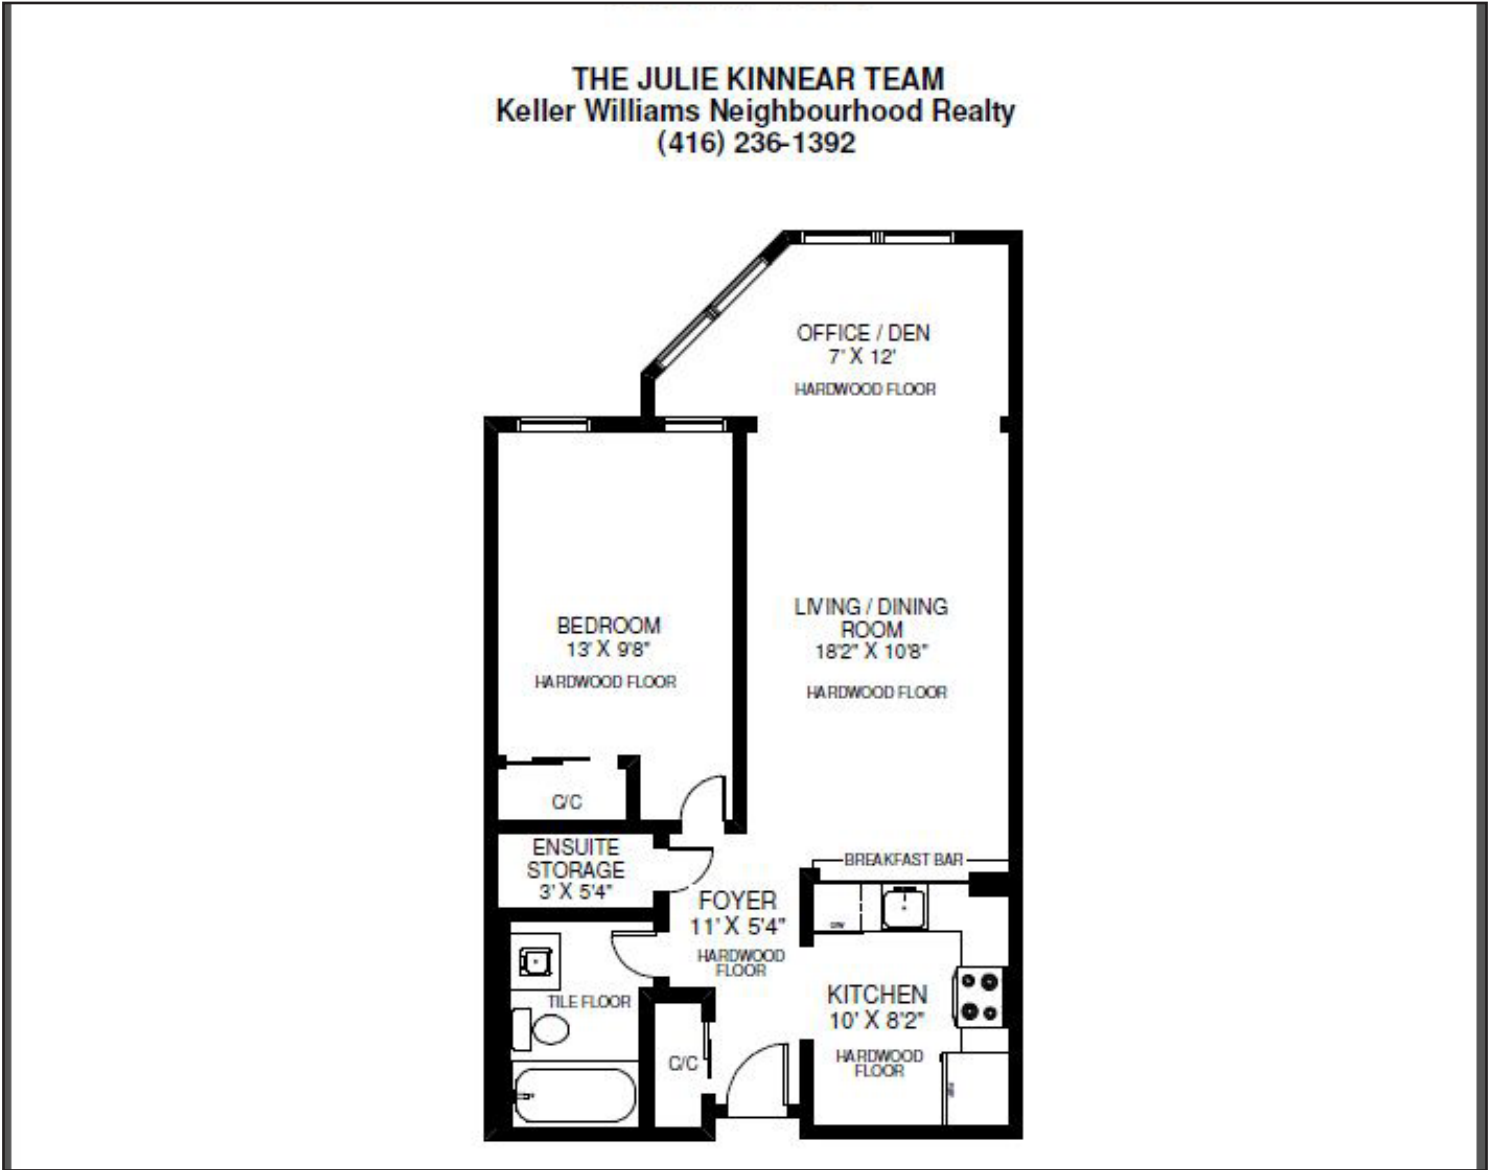 THE JULIE KINNEAR TEAM
Keller Williams Neighbourhood Realty
(416) 236-1392
OFFICE / DEN
7' X 12'
HARDWOOD FLOOR
BEDROOM
13' X 9'8"
HARDWOOD FLOOR
LIVING / DINING
ROOM
18'2" X 10'8"
HARDWOOD FLOOR
C/C
ENSUITE
STORAGE
3' X 5'4"
BREAKFAST BAR
FOYER
11' X 5'4"
HARDWOOD
FLOOR
TILE FLOOR
KITCHEN
10' X 8'2"
HARDWOOD
FLOOR
C/C